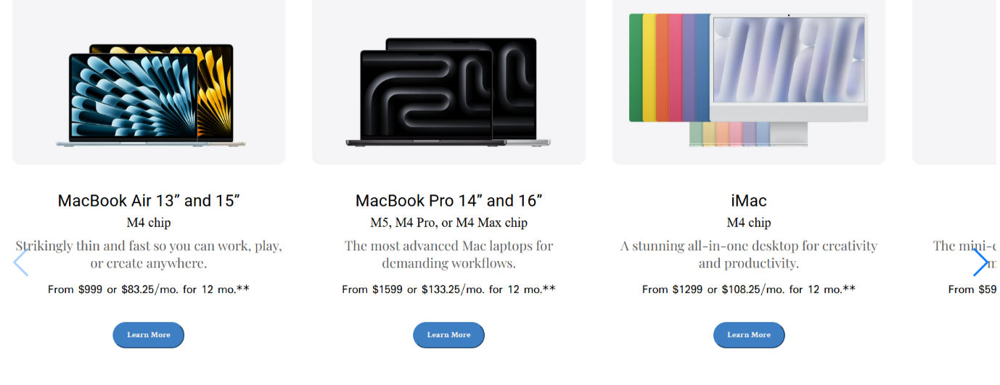 MacBook Air 13” and 15”
M4 chip
Strikingly thin and fast so you can work, play,
or create anywhere.
From $999 or $83.25/mo. for 12 mo.**
Learn More
MacBook Pro 14” and 16”
M5, M4 Pro, or M4 Max chip
The most advanced Mac laptops for
demanding workflows.
From $1599 or $133.25/mo. for 12 mo.**
Learn More
iMac
M4 chip
A stunning all-in-one desktop for creativity
and productivity.
From $1299 or $108.25/mo. for 12 mo.**
Learn More
The
From